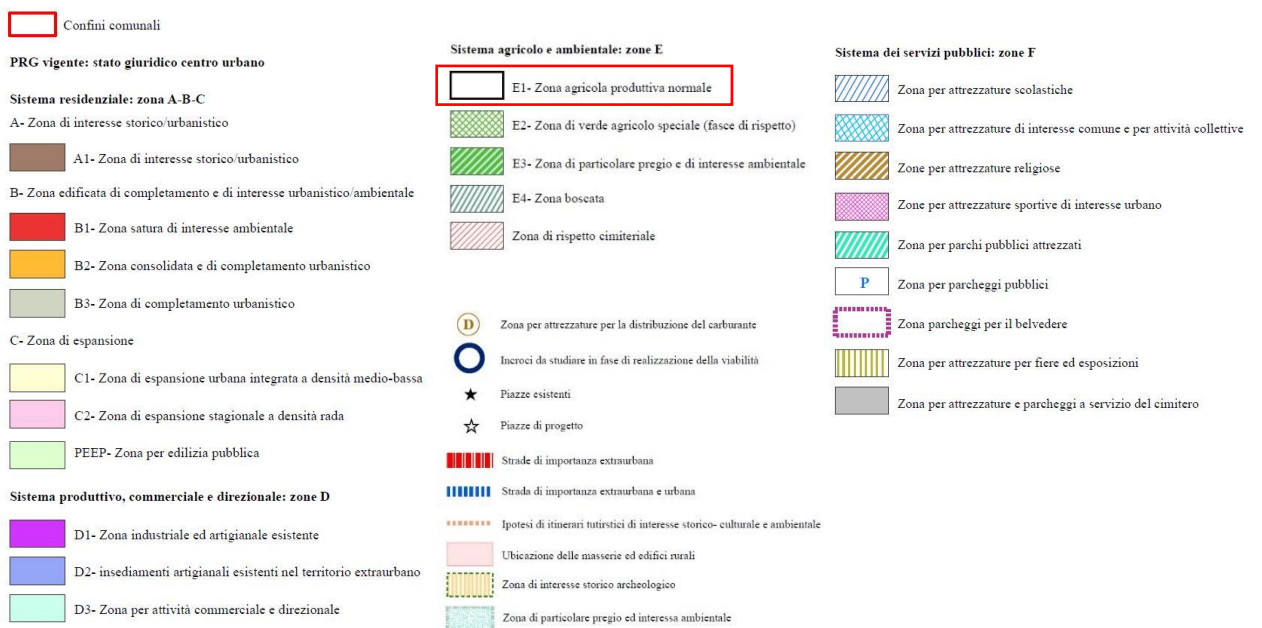 Confini comunali
PRG vigente: stato giuridico centro urbano
Sistema residenziale: zona A-B-C
A- Zona di interesse storico/urbanistico
A1- Zona di interesse storico/urbanistico
B- Zona edificata di completamento e di interesse urbanistico/ambientale
B1- Zona satura di interesse ambientale
B2- Zona consolidata e di completamento urbanistico
B3- Zona di completamento urbanistico
C- Zona di espansione
C1- Zona di espansione urbana integrata a densità medio-bassa
C2- Zona di espansione stagionale a densità rada
PEEP- Zona per edilizia pubblica
Sistema produttivo, commerciale e direzionale: zone D
D1- Zona industriale ed artigianale esistente
D2- insediamenti artigianali esistenti nel territorio extraurbano
D3- Zona per attività commerciale e direzionale
Sistema agricolo e ambientale: zone E
E1- Zona agricola produttiva normale
E2- Zona di verde agricolo speciale (fasce di rispetto)
E3- Zona di particolare pregio e di interesse ambientale
E4- Zona boscata
Zona di rispetto cimiteriale
D Zona per attrezzature per la distribuzione del carburante
Incroci da studiare in fase di realizzazione della viabilità
Piazze esistenti
Piazze di progetto
Strade di importanza extraurbana
Strada di importanza extraurbana e urbana
Ipotesi di itinerari tutirstici di interesse storico- culturale e ambientale
Ubicazione delle masserie ed edifici rurali
Zona di interesse storico archeologico
Zona di particolare pregio ed interessa ambientale
Sistema dei servizi pubblici: zone F
Zona per attrezzature scolastiche
Zona per attrezzature di interesse comune e per attività collettive
Zone per attrezzature religiose
Zone per attrezzature sportive di interesse urbano
Zona per parchi pubblici attrezzati
P Zona per parcheggi pubblici
Zona parcheggi per il belvedere
Zona per attrezzature per fiere ed esposizioni
Zona per attrezzature e parcheggi a servizio del cimitero